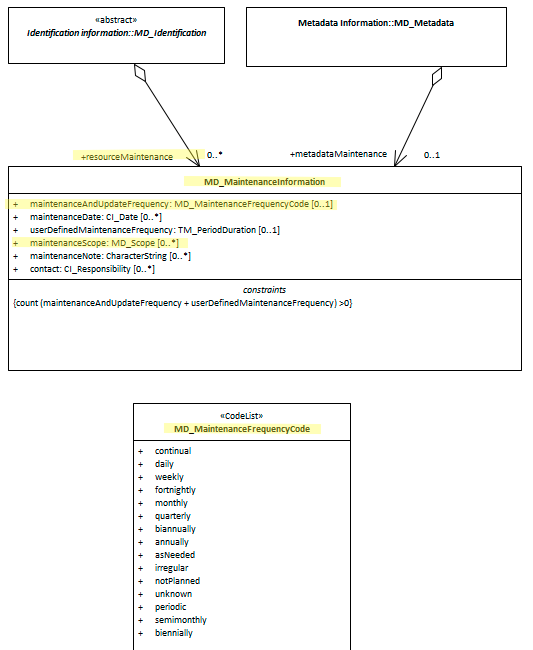 «abstract»
Identification information::MD_Identification
Metadata Information::MD_Metadata
+resourceMaintenance 0..*
+metadataMaintenance 0..1
MD_MaintenanceInformation
+ maintenanceAndUpdateFrequency: MD_MaintenanceFrequencyCode [0..1]
+ maintenanceDate: CI_Date [0..*]
+ userDefinedMaintenanceFrequency: TM_PeriodDuration [0..1]
+ maintenanceScope: MD_Scope [0..*]
+ maintenanceNote: CharacterString [0..*]
+ contact: CI_Responsibility [0..*]
constraints
{count (maintenanceAndUpdateFrequency + userDefinedMaintenanceFrequency) >0}
«CodeList»
MD_MaintenanceFrequencyCode
+ continual
+ daily
+ weekly
+ fortnightly
+ monthly
+ quarterly
+ biannually
+ annually
+ asNeeded
+ irregular
+ notPlanned
+ unknown
+ periodic
+ semimonthly
+ biennially